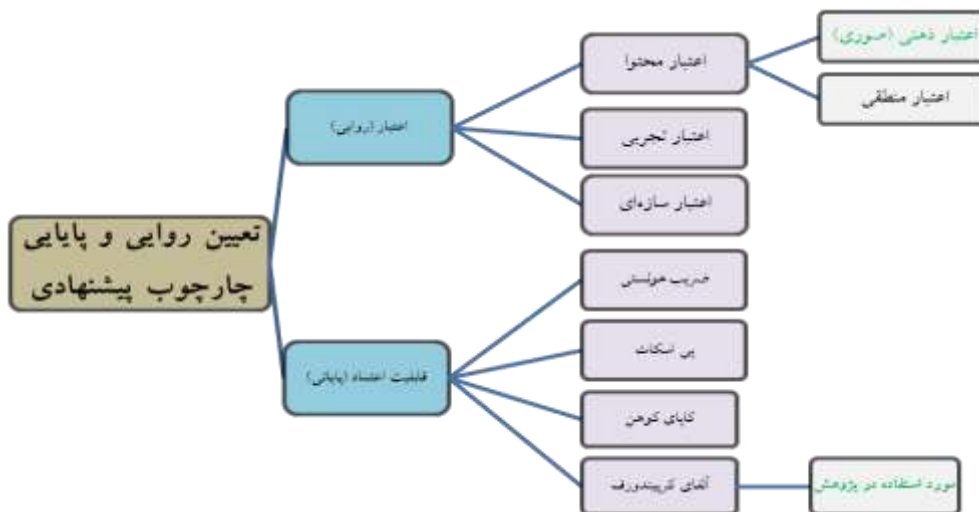 تعیین روایی و پایایی
چارچوب پیشنهادی
اعتبار (روایی)
اعتبار محتوا
اعتبار ذهنی (صوری)
اعتبار منطقی
اعتبار تجربی
اعتبار سازه‌ای
قابلیت اعتماد (پایائی)
ضریب هولستی
پی اسکات
کاپای کوهن
آلفای کریپندورف
مورد استفاده در پژوهش